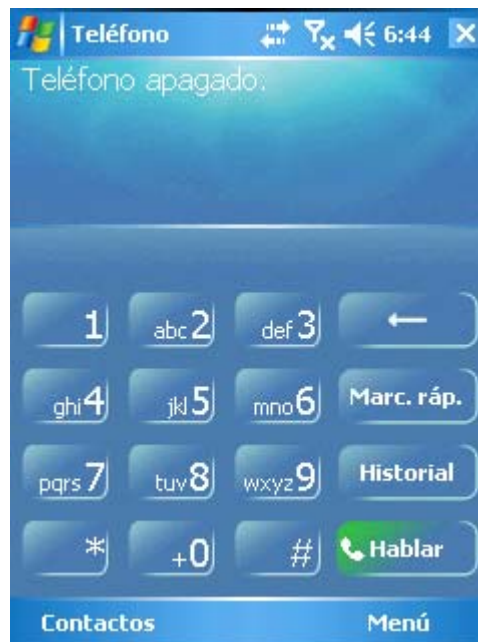 Teléfono 6:44
Teléfono apagado.
1 abc2 def3
ghi4 jkl5 mno6 Marc. ráp.
pqrs7 tuv8 wxyz9 Historial
* +0 # Hablar
Contactos Menú